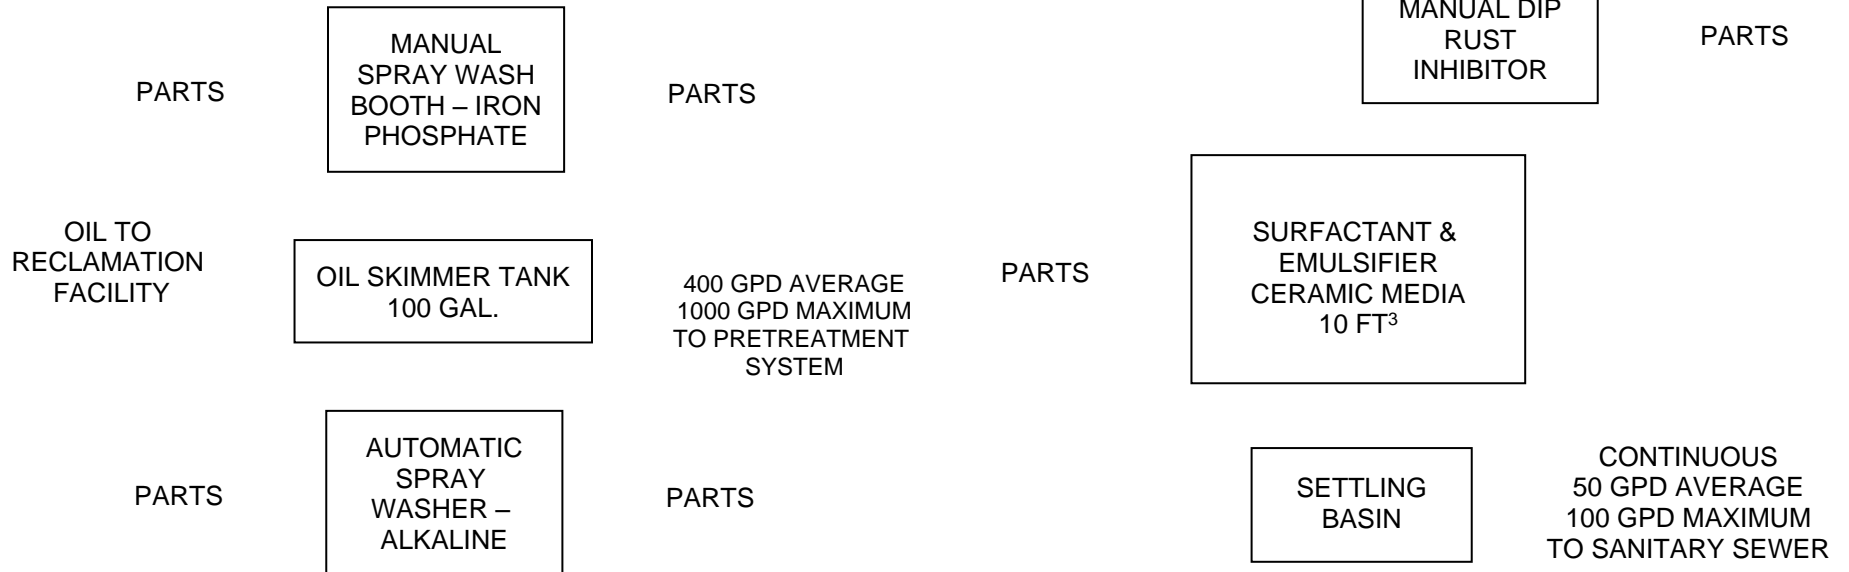 MANUAL DIP
RUST
INHIBITOR
PARTS
MANUAL
SPRAY WASH
BOOTH – IRON
PHOSPHATE
PARTS
PARTS
OIL TO
RECLAMATION
FACILITY
OIL SKIMMER TANK
100 GAL.
400 GPD AVERAGE
1000 GPD MAXIMUM
TO PRETREATMENT
SYSTEM
PARTS
SURFACTANT &
EMULSIFIER
CERAMIC MEDIA
10 FT³
PARTS
AUTOMATIC
SPRAY
WASHER –
ALKALINE
PARTS
SETTLING
BASIN
CONTINUOUS
50 GPD AVERAGE
100 GPD MAXIMUM
TO SANITARY SEWER